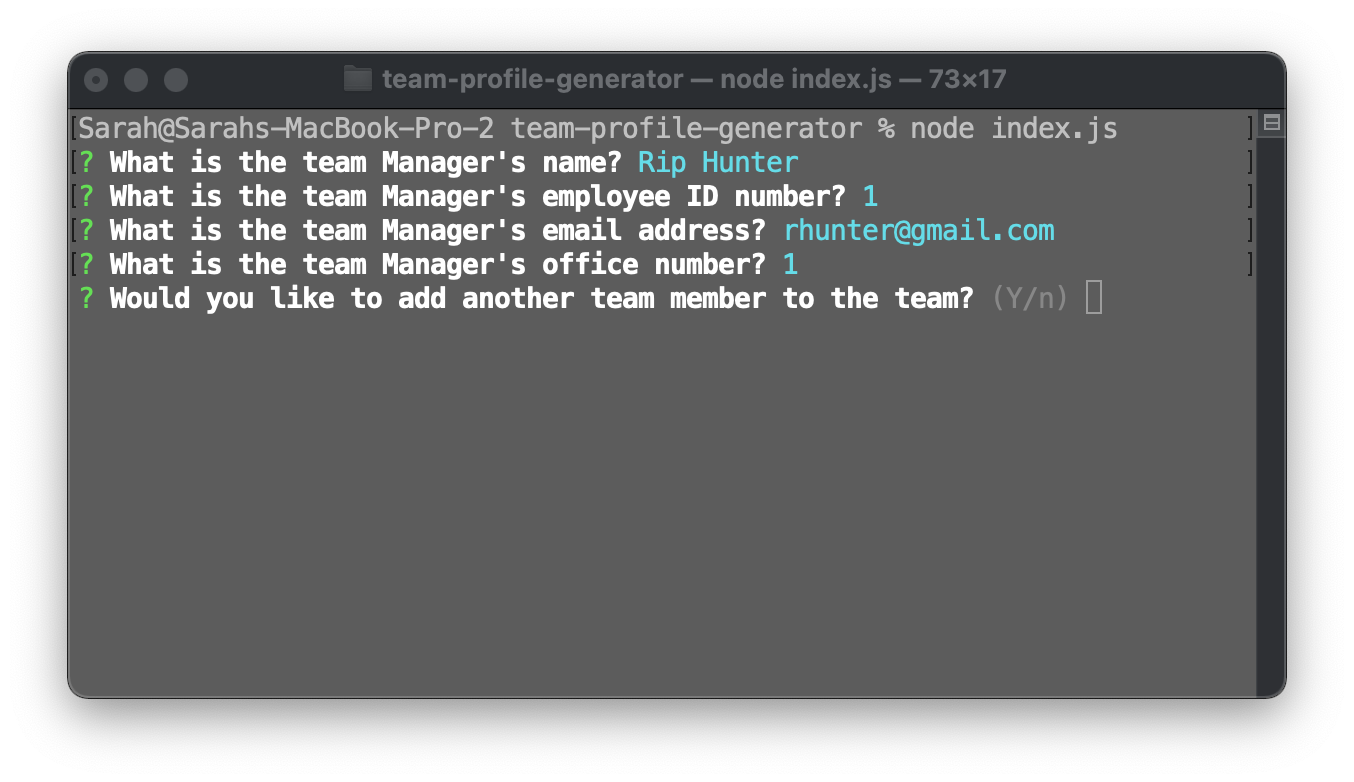 team-profile-generator — node index.js — 73×17
[Sarah@Sarahs-MacBook-Pro-2 team-profile-generator % node index.js ]
[? What is the team Manager's name? Rip Hunter ]
[? What is the team Manager's employee ID number? 1 ]
[? What is the team Manager's email address? rhunter@gmail.com ]
[? What is the team Manager's office number? 1 ]
? Would you like to add another team member to the team? (Y/n)